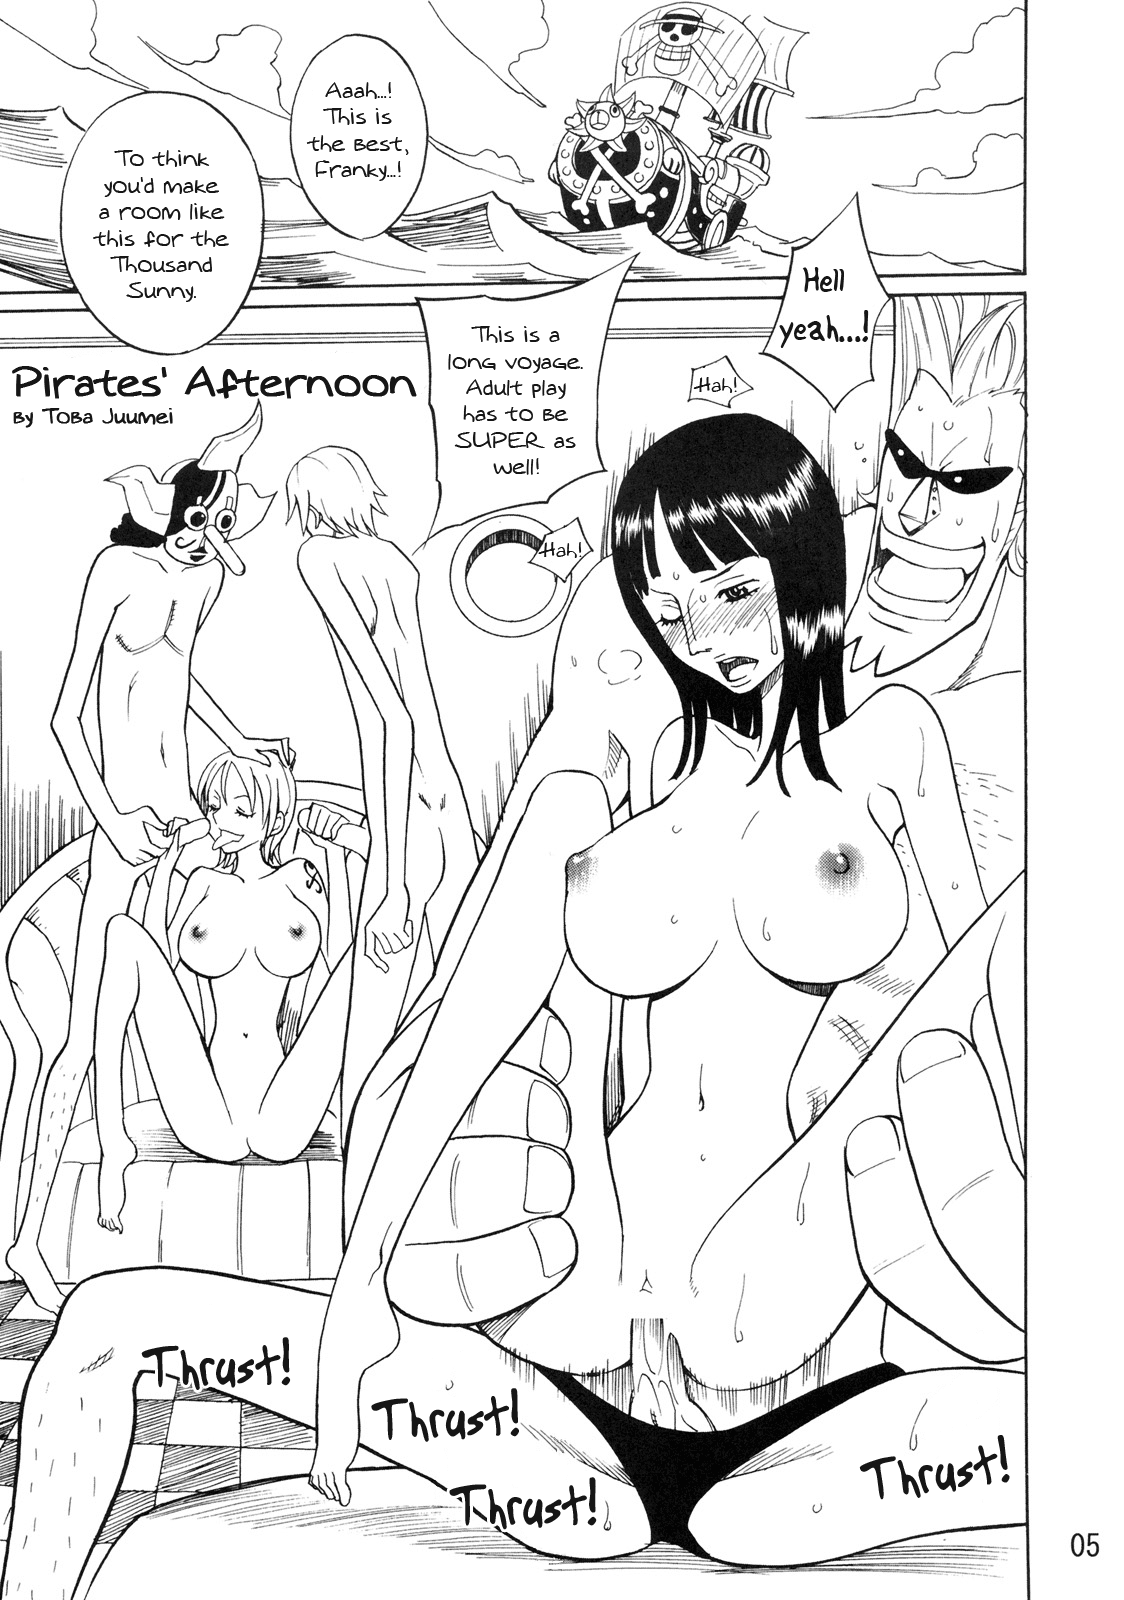 Aaah...!
This is
the best,
Franky...!
To think
you'd make
a room like
this for the
Thousand
Sunny.
Hell
yeah...!
This is a
long voyage.
Adult play
has to be
SUPER as
well!
Pirates' Afternoon
by Toba Juumei
Hah!
Hah!
Thrust!
Thrust!
Thrust!
Thrust!
05